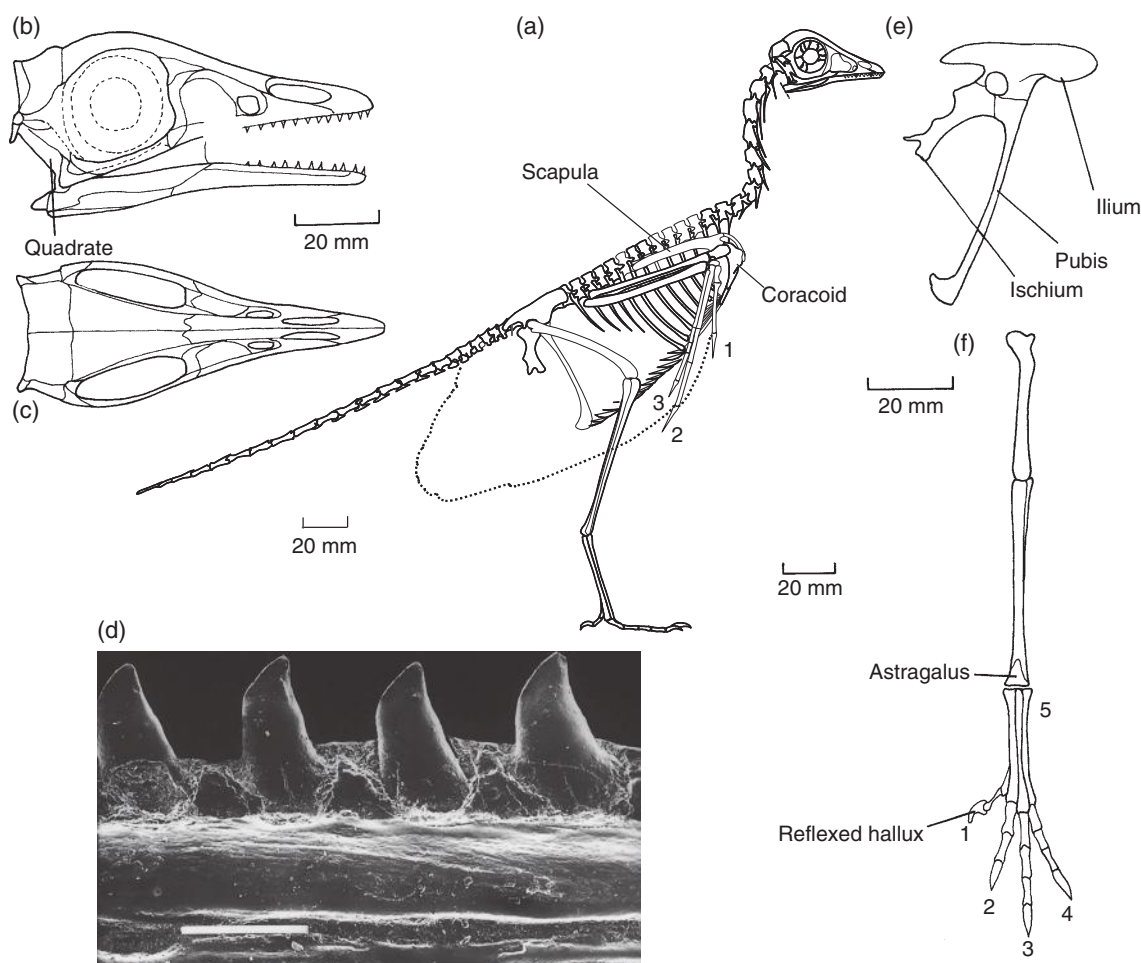 (b)
(a)
(e)
Scapula
Quadrate
20 mm
Ilium
Pubis
Ischium
Coracoid
(c)
1
3
2
(f)
20 mm
20 mm
20 mm
(d)
Astragalus
5
Reflexed hallux
1
2
3
4